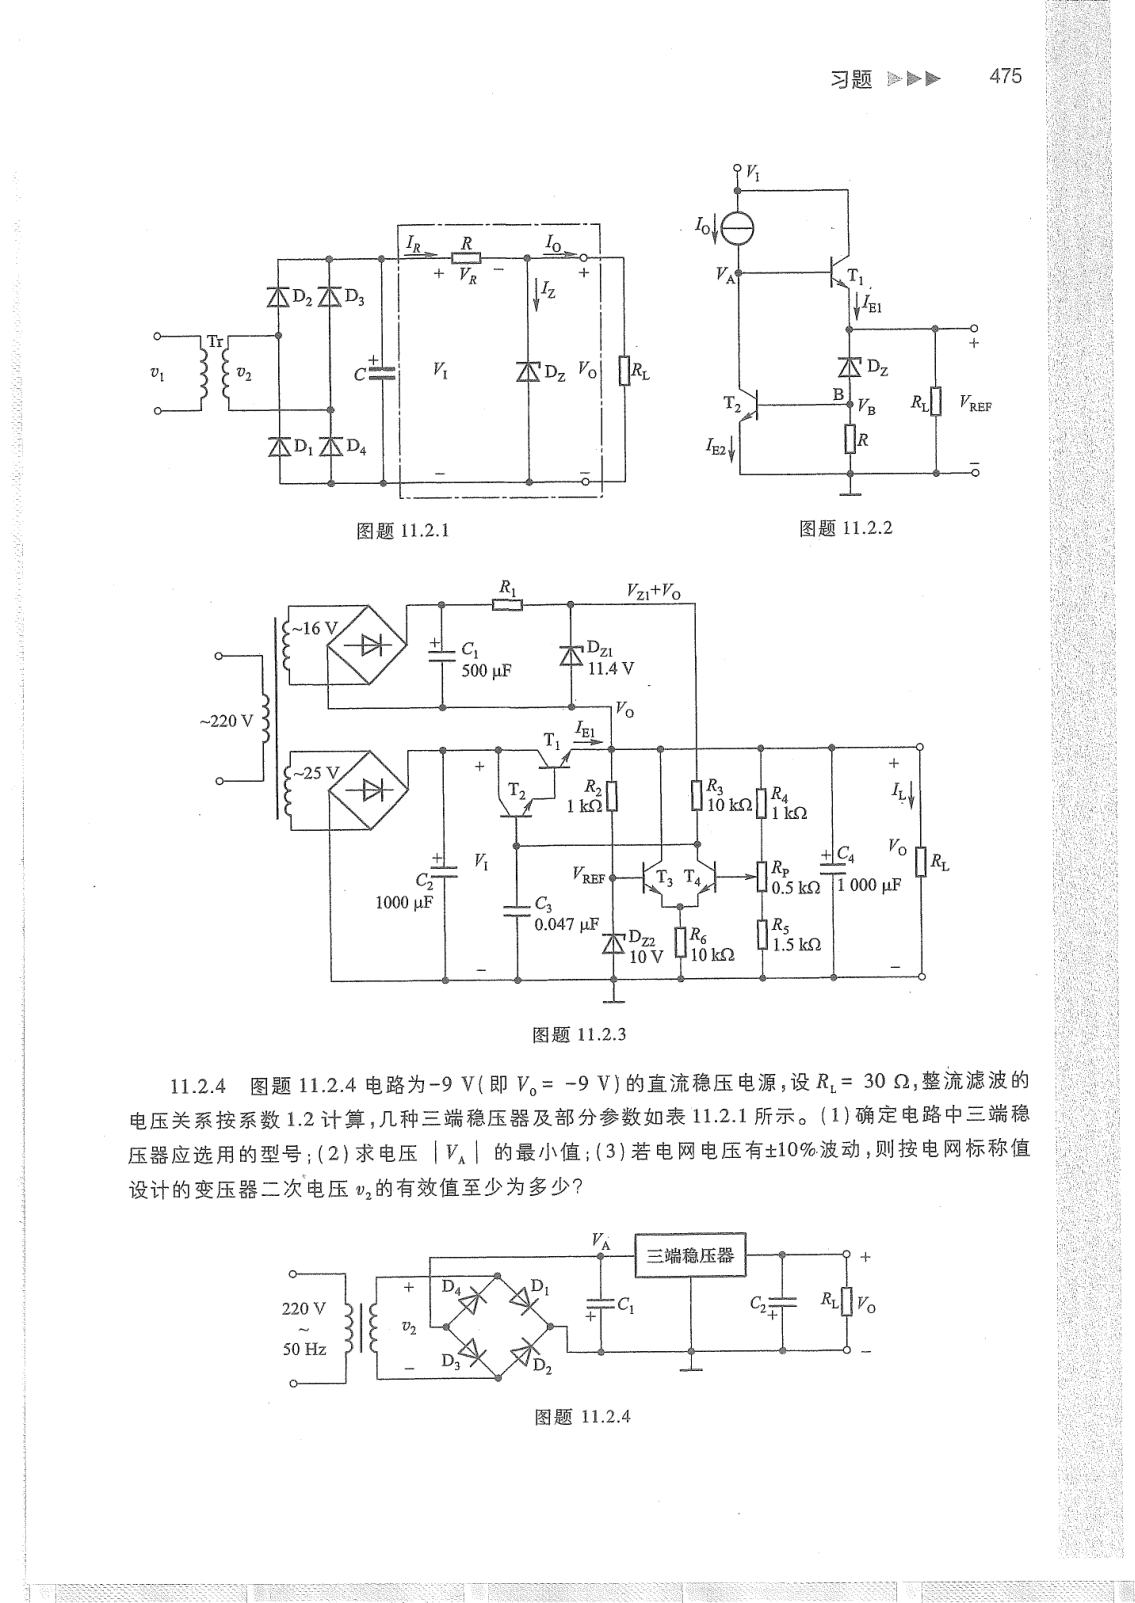 习题 475
V_I
I_O
V_A
T_1
I_E1
D_Z
B
V_B
T_2
R_L
V_REF
I_E2
R
+
−
I_R
R
I_O
+ V_R −
+
D_2
D_3
I_Z
Tr
v_1
v_2
+
C
V_I
D_Z
V_O
R_L
D_1
D_4
−
−
图题 11.2.1
图题 11.2.2
R_1
V_Z1+V_O
~16 V
+
C_1
500 μF
D_Z1
11.4 V
V_O
~220 V
T_1
I_E1
~25 V
+
T_2
R_2
1 kΩ
R_3
10 kΩ
R_4
1 kΩ
+
I_L
V_I
+
C_2
1000 μF
V_REF
T_3
T_4
R_P
0.5 kΩ
+
C_4
1 000 μF
V_O
R_L
C_3
0.047 μF
D_Z2
10 V
R_6
10 kΩ
R_5
1.5 kΩ
−
−
图题 11.2.3
11.2.4 图题 11.2.4 电路为-9 V(即 V_o = -9 V)的直流稳压电源,设 R_L = 30 Ω,整流滤波的
电压关系按系数 1.2 计算,几种三端稳压器及部分参数如表 11.2.1 所示。(1)确定电路中三端稳
压器应选用的型号;(2)求电压 |V_A| 的最小值;(3)若电网电压有±10%波动,则按电网标称值
设计的变压器二次电压 v_2的有效值至少为多少?
V_A
三端稳压器
+
220 V
~
50 Hz
+
v_2
−
D_4
D_1
D_3
D_2
C_1
+
C_2
+
R_L
V_O
−
图题 11.2.4